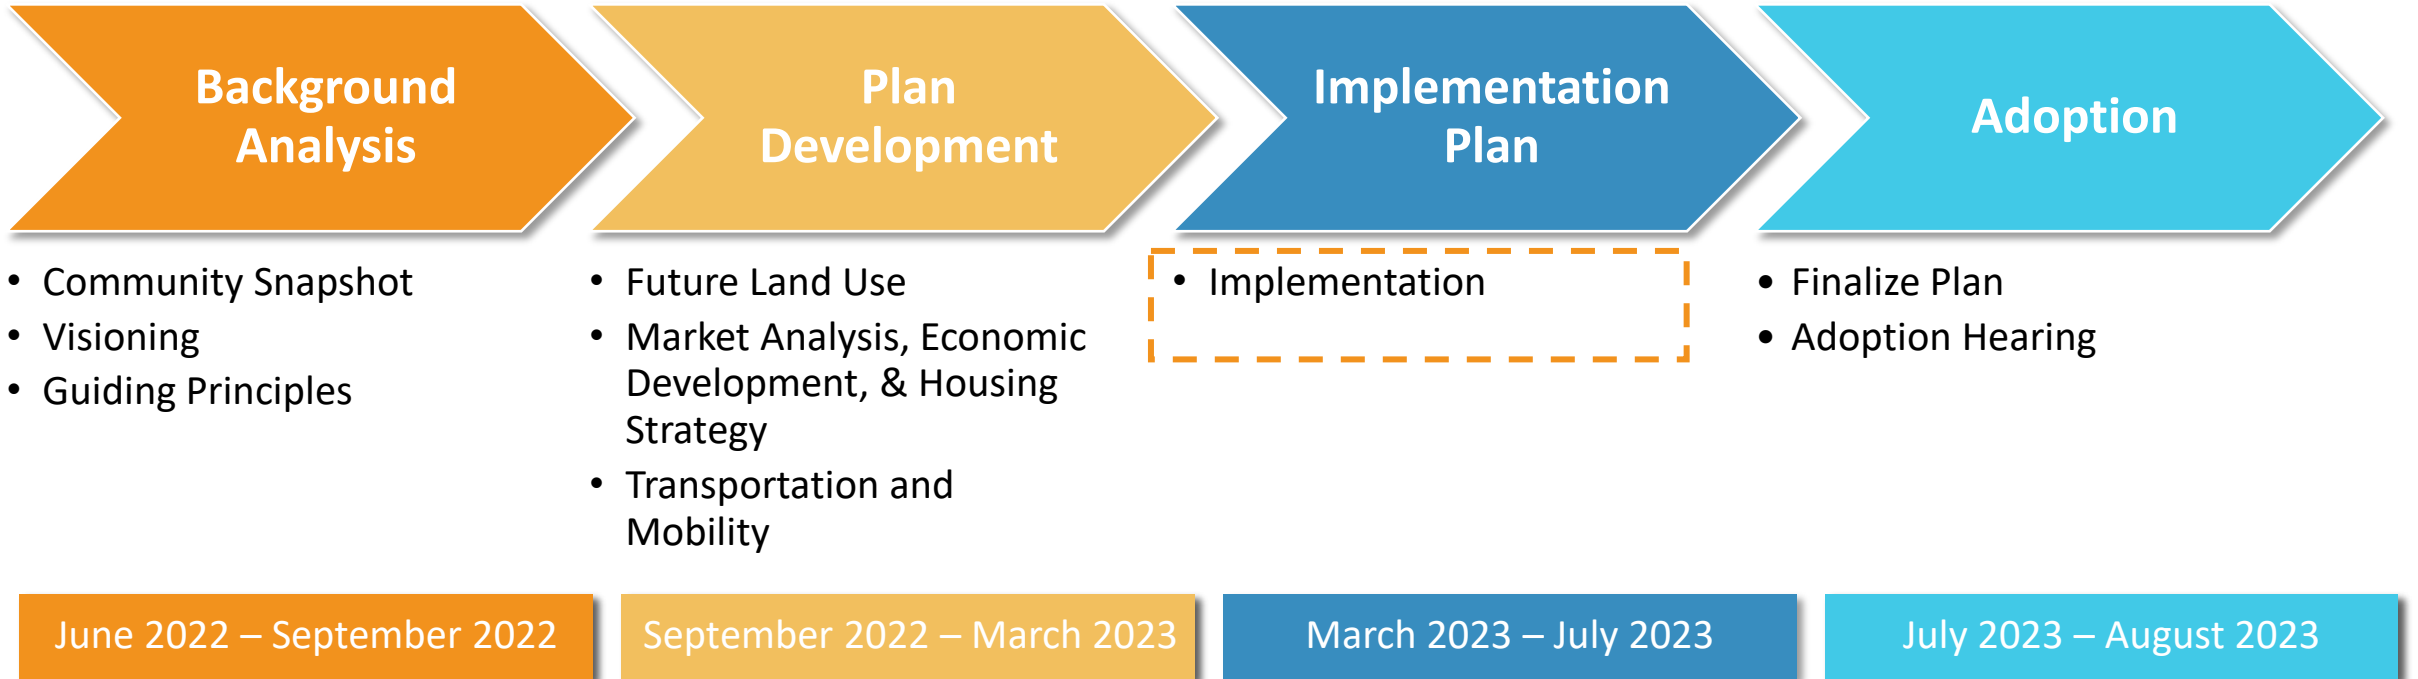 Background
Analysis
Plan
Development
Implementation
Plan
Adoption
• Community Snapshot
• Visioning
• Guiding Principles
• Future Land Use
• Market Analysis, Economic
Development, & Housing
Strategy
• Transportation and
Mobility
• Implementation
• Finalize Plan
• Adoption Hearing
June 2022 – September 2022
September 2022 – March 2023
March 2023 – July 2023
July 2023 – August 2023